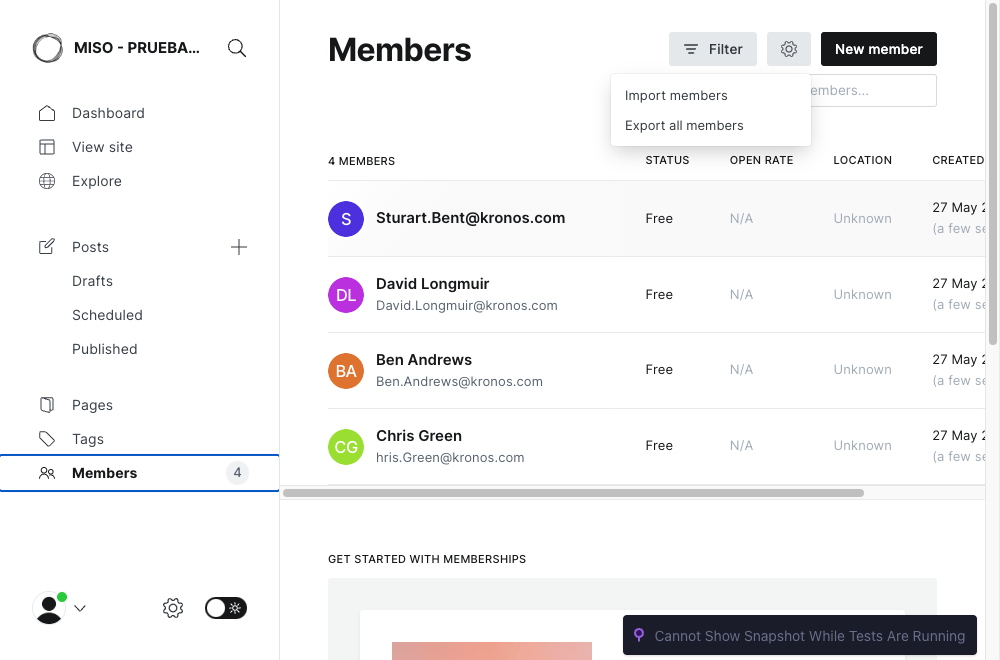 MISO - PRUEBA...
Dashboard
View site
Explore
Posts
Drafts
Scheduled
Published
Pages
Tags
Members 4
Members
Filter
New member
Import members
Export all members
embers...
4 MEMBERS STATUS OPEN RATE LOCATION CREATED
S Sturart.Bent@kronos.com Free N/A Unknown 27 May 2
(a few se
DL David Longmuir Free N/A Unknown 27 May 2
David.Longmuir@kronos.com (a few se
BA Ben Andrews Free N/A Unknown 27 May 2
Ben.Andrews@kronos.com (a few se
CG Chris Green Free N/A Unknown 27 May 2
hris.Green@kronos.com (a few se
GET STARTED WITH MEMBERSHIPS
Cannot Show Snapshot While Tests Are Running